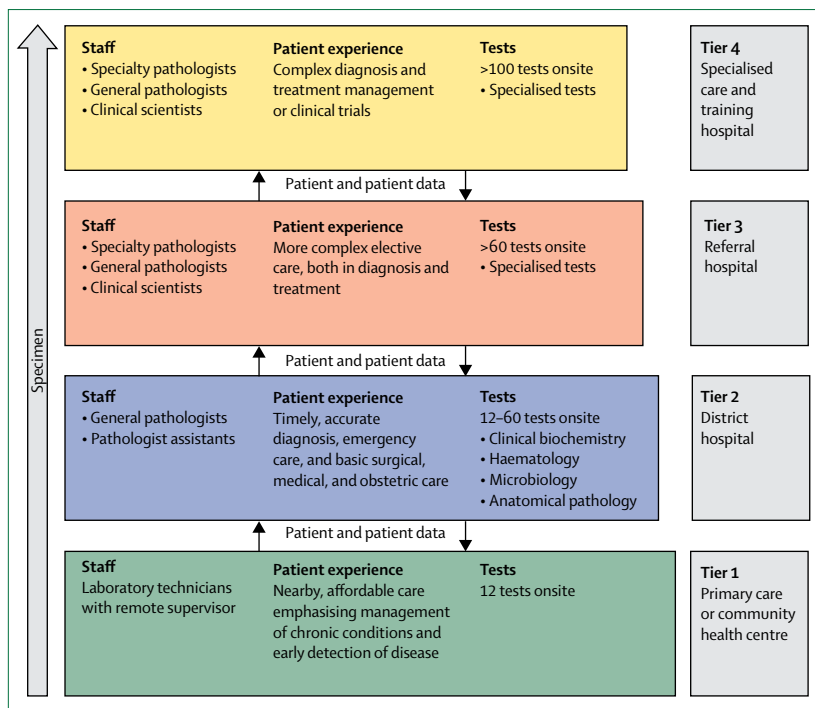 Staff
• Specialty pathologists
• General pathologists
• Clinical scientists
Patient experience
Complex diagnosis and
treatment management
or clinical trials
Tests
>100 tests onsite
• Specialised tests
Tier 4
Specialised
care and
training
hospital
Patient and patient data
Staff
• Specialty pathologists
• General pathologists
• Clinical scientists
Patient experience
More complex elective
care, both in diagnosis and
treatment
Tests
>60 tests onsite
• Specialised tests
Tier 3
Referral
hospital
Specimen
Patient and patient data
Staff
• General pathologists
• Pathologist assistants
Patient experience
Timely, accurate
diagnosis, emergency
care, and basic surgical,
medical, and obstetric care
Tests
12–60 tests onsite
• Clinical biochemistry
• Haematology
• Microbiology
• Anatomical pathology
Tier 2
District
hospital
Patient and patient data
Staff
Laboratory technicians
with remote supervisor
Patient experience
Nearby, affordable care
emphasising management
of chronic conditions and
early detection of disease
Tests
12 tests onsite
Tier 1
Primary care
or community
health centre